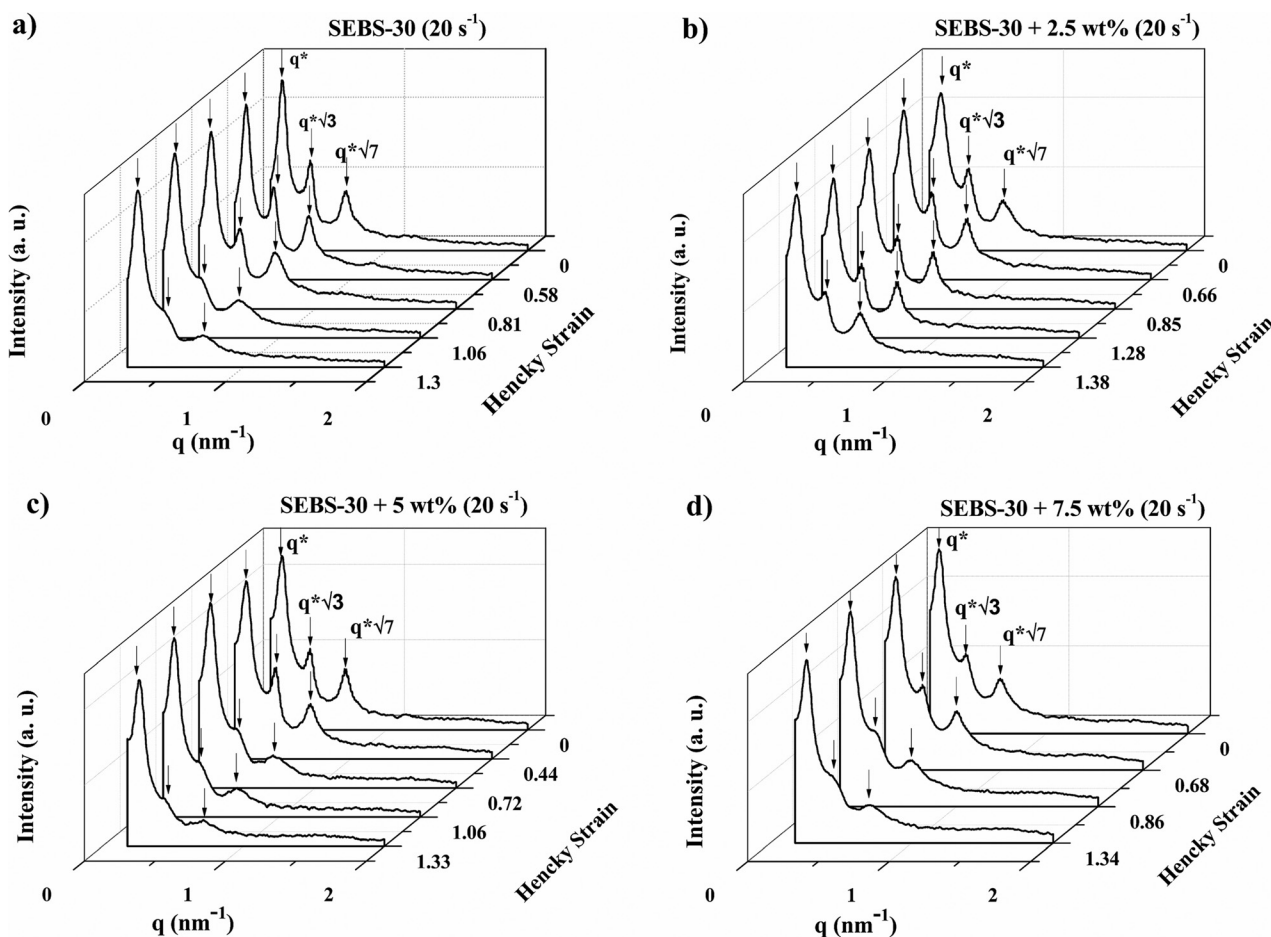 a)
SEBS-30 (20 s⁻¹)
q*
q*√3
q*√7
Intensity (a. u.)
0
0.58
0.81
1.06
1.3
Hencky Strain
0
1
2
q (nm⁻¹)
b)
SEBS-30 + 2.5 wt% (20 s⁻¹)
q*
q*√3
q*√7
Intensity (a. u.)
0
0.66
0.85
1.28
1.38
Hencky Strain
0
1
2
q (nm⁻¹)
c)
SEBS-30 + 5 wt% (20 s⁻¹)
q*
q*√3
q*√7
Intensity (a. u.)
0
0.44
0.72
1.06
1.33
Hencky Strain
0
1
2
q (nm⁻¹)
d)
SEBS-30 + 7.5 wt% (20 s⁻¹)
q*
q*√3
q*√7
Intensity (a. u.)
0
0.68
0.86
1.34
Hencky Strain
0
1
2
q (nm⁻¹)